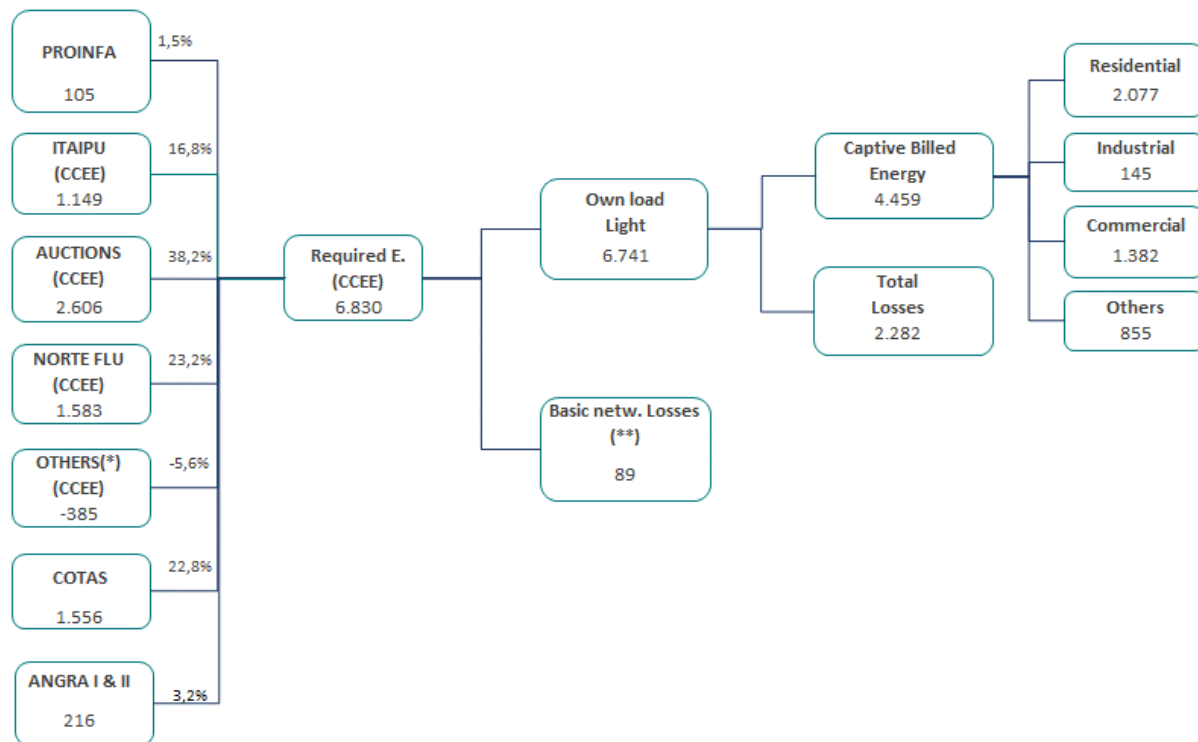 PROINFA
105
1,5%
ITAIPU
(CCEE)
1.149
16,8%
AUCTIONS
(CCEE)
2.606
38,2%
NORTE FLU
(CCEE)
1.583
23,2%
OTHERS(*)
(CCEE)
-385
-5,6%
COTAS
1.556
22,8%
ANGRA I & II
216
3,2%
Required E.
(CCEE)
6.830
Own load
Light
6.741
Basic netw. Losses
(**)
89
Captive Billed
Energy
4.459
Total
Losses
2.282
Residential
2.077
Industrial
145
Commercial
1.382
Others
855